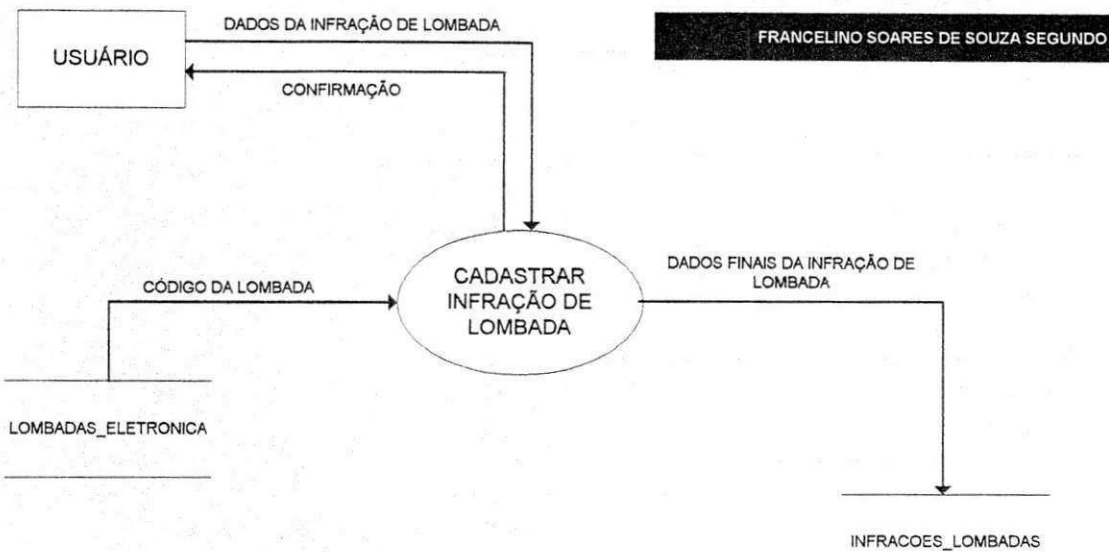 DADOS DA INFRAÇÃO DE LOMBADA
FRANCELINO SOARES DE SOUZA SEGUNDO
USUÁRIO
CONFIRMAÇÃO
CADASTRAR
INFRAÇÃO DE
LOMBADA
DADOS FINAIS DA INFRAÇÃO DE
LOMBADA
CÓDIGO DA LOMBADA
LOMBADAS_ELETRONICA
INFRACOES_LOMBADAS